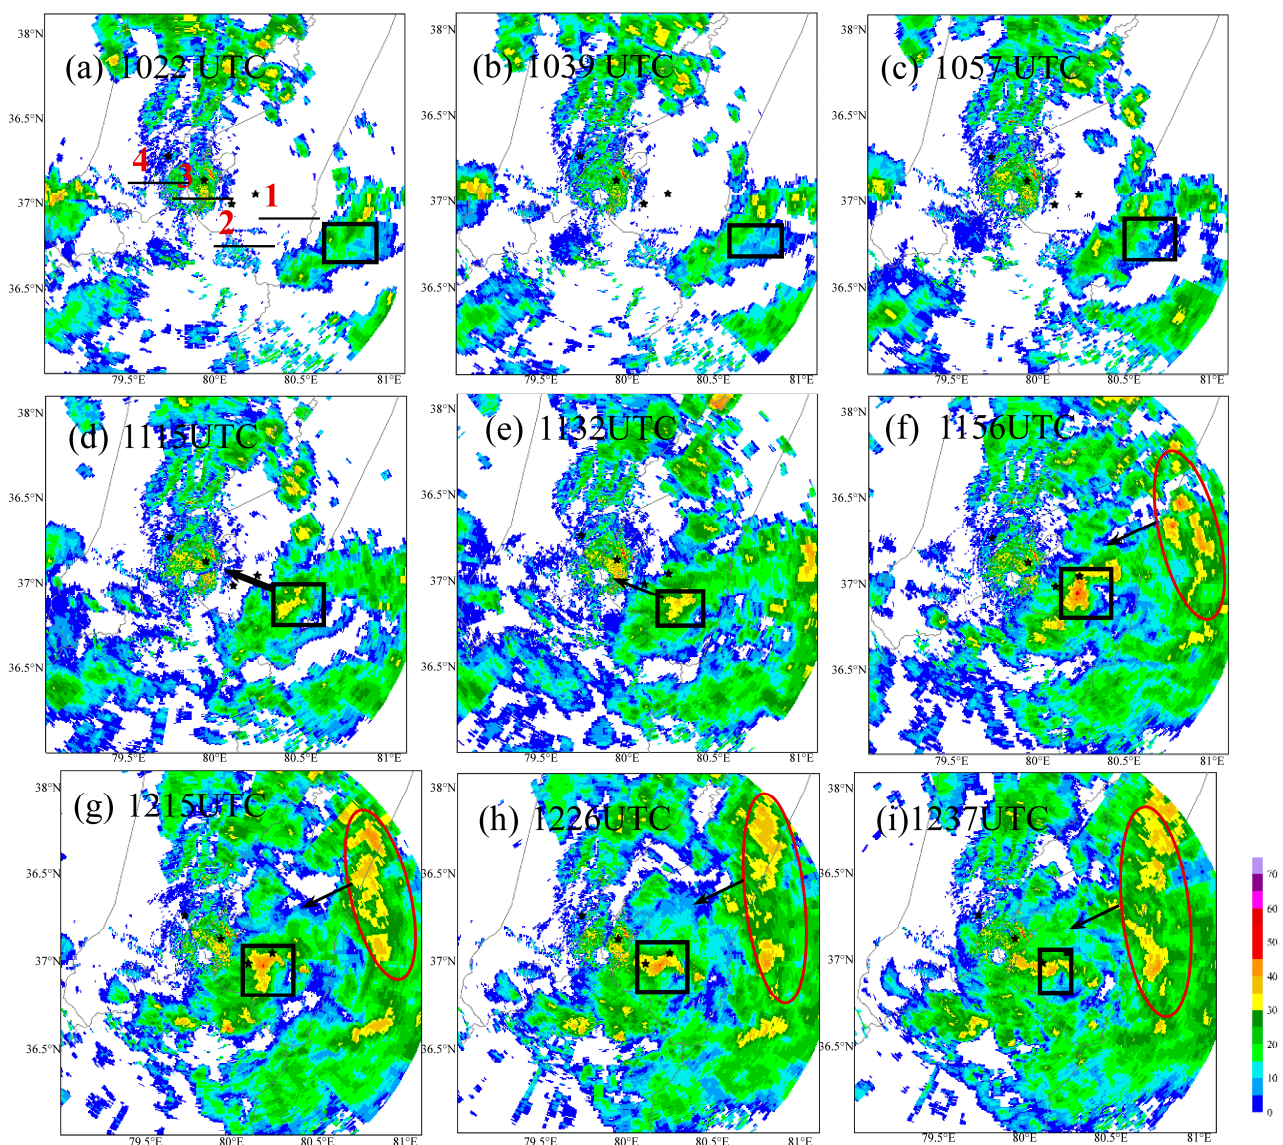 (a) 1022 UTC
(b) 1039 UTC
(c) 1057 UTC
38°N
36.5°N
37°N
36.5°N
4
3
1
2
79.5°E
80°E
80.5°E
81°E
38°N
36.5°N
37°N
36.5°N
79.5°E
80°E
80.5°E
81°E
38°N
36.5°N
37°N
36.5°N
79.5°E
80°E
80.5°E
81°E
(d) 1115UTC
(e) 1132UTC
(f) 1156UTC
38°N
36.5°N
37°N
36.5°N
79.5°E
80°E
80.5°E
81°E
38°N
36.5°N
37°N
36.5°N
79.5°E
80°E
80.5°E
81°E
38°N
36.5°N
37°N
36.5°N
79.5°E
80°E
80.5°E
81°E
(g) 1215UTC
(h) 1226UTC
(i)1237UTC
38°N
36.5°N
37°N
36.5°N
79.5°E
80°E
80.5°E
81°E
38°N
36.5°N
37°N
36.5°N
79.5°E
80°E
80.5°E
81°E
38°N
36.5°N
37°N
36.5°N
79.5°E
80°E
80.5°E
81°E
70
60
50
40
30
20
10
0